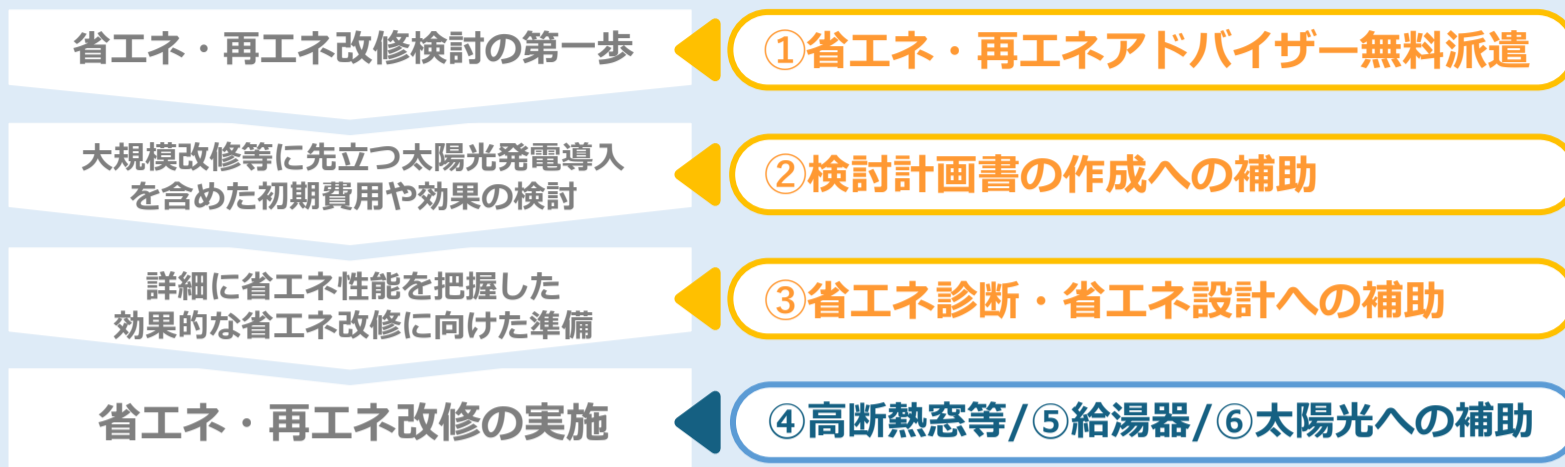 省エネ・再エネ改修検討の第一歩
①省エネ・再エネアドバイザー無料派遣
大規模改修等に先立つ太陽光発電導入
を含めた初期費用や効果の検討
②検討計画書の作成への補助
詳細に省エネ性能を把握した
効果的な省エネ改修に向けた準備
③省エネ診断・省エネ設計への補助
省エネ・再エネ改修の実施
④高断熱窓等/⑤給湯器/⑥太陽光への補助